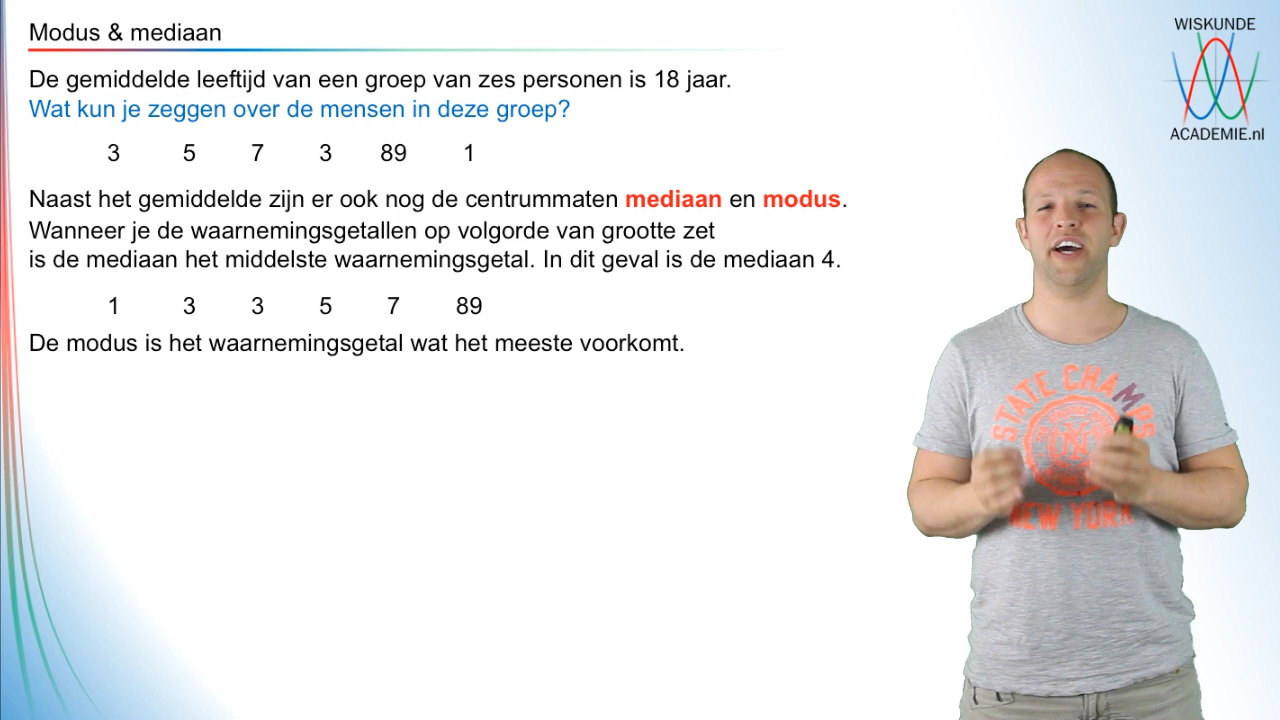 Modus & mediaan
WISKUNDE
ACADEMIE.nl
De gemiddelde leeftijd van een groep van zes personen is 18 jaar.
Wat kun je zeggen over de mensen in deze groep?
3 5 7 3 89 1
Naast het gemiddelde zijn er ook nog de centrummaten mediaan en modus.
Wanneer je de waarnemingsgetallen op volgorde van grootte zet
is de mediaan het middelste waarnemingsgetal. In dit geval is de mediaan 4.
1 3 3 5 7 89
De modus is het waarnemingsgetal wat het meeste voorkomt.
STATE CHAMPS
NEW YORK